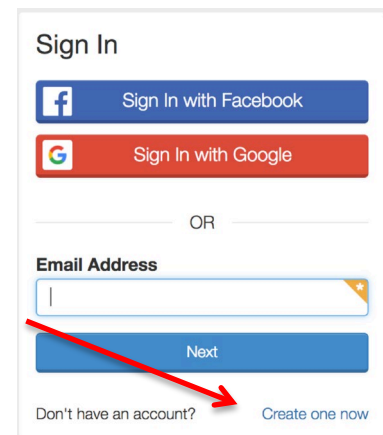 Sign In
Sign In with Facebook
Sign In with Google
OR
Email Address
Next
Don't have an account? Create one now